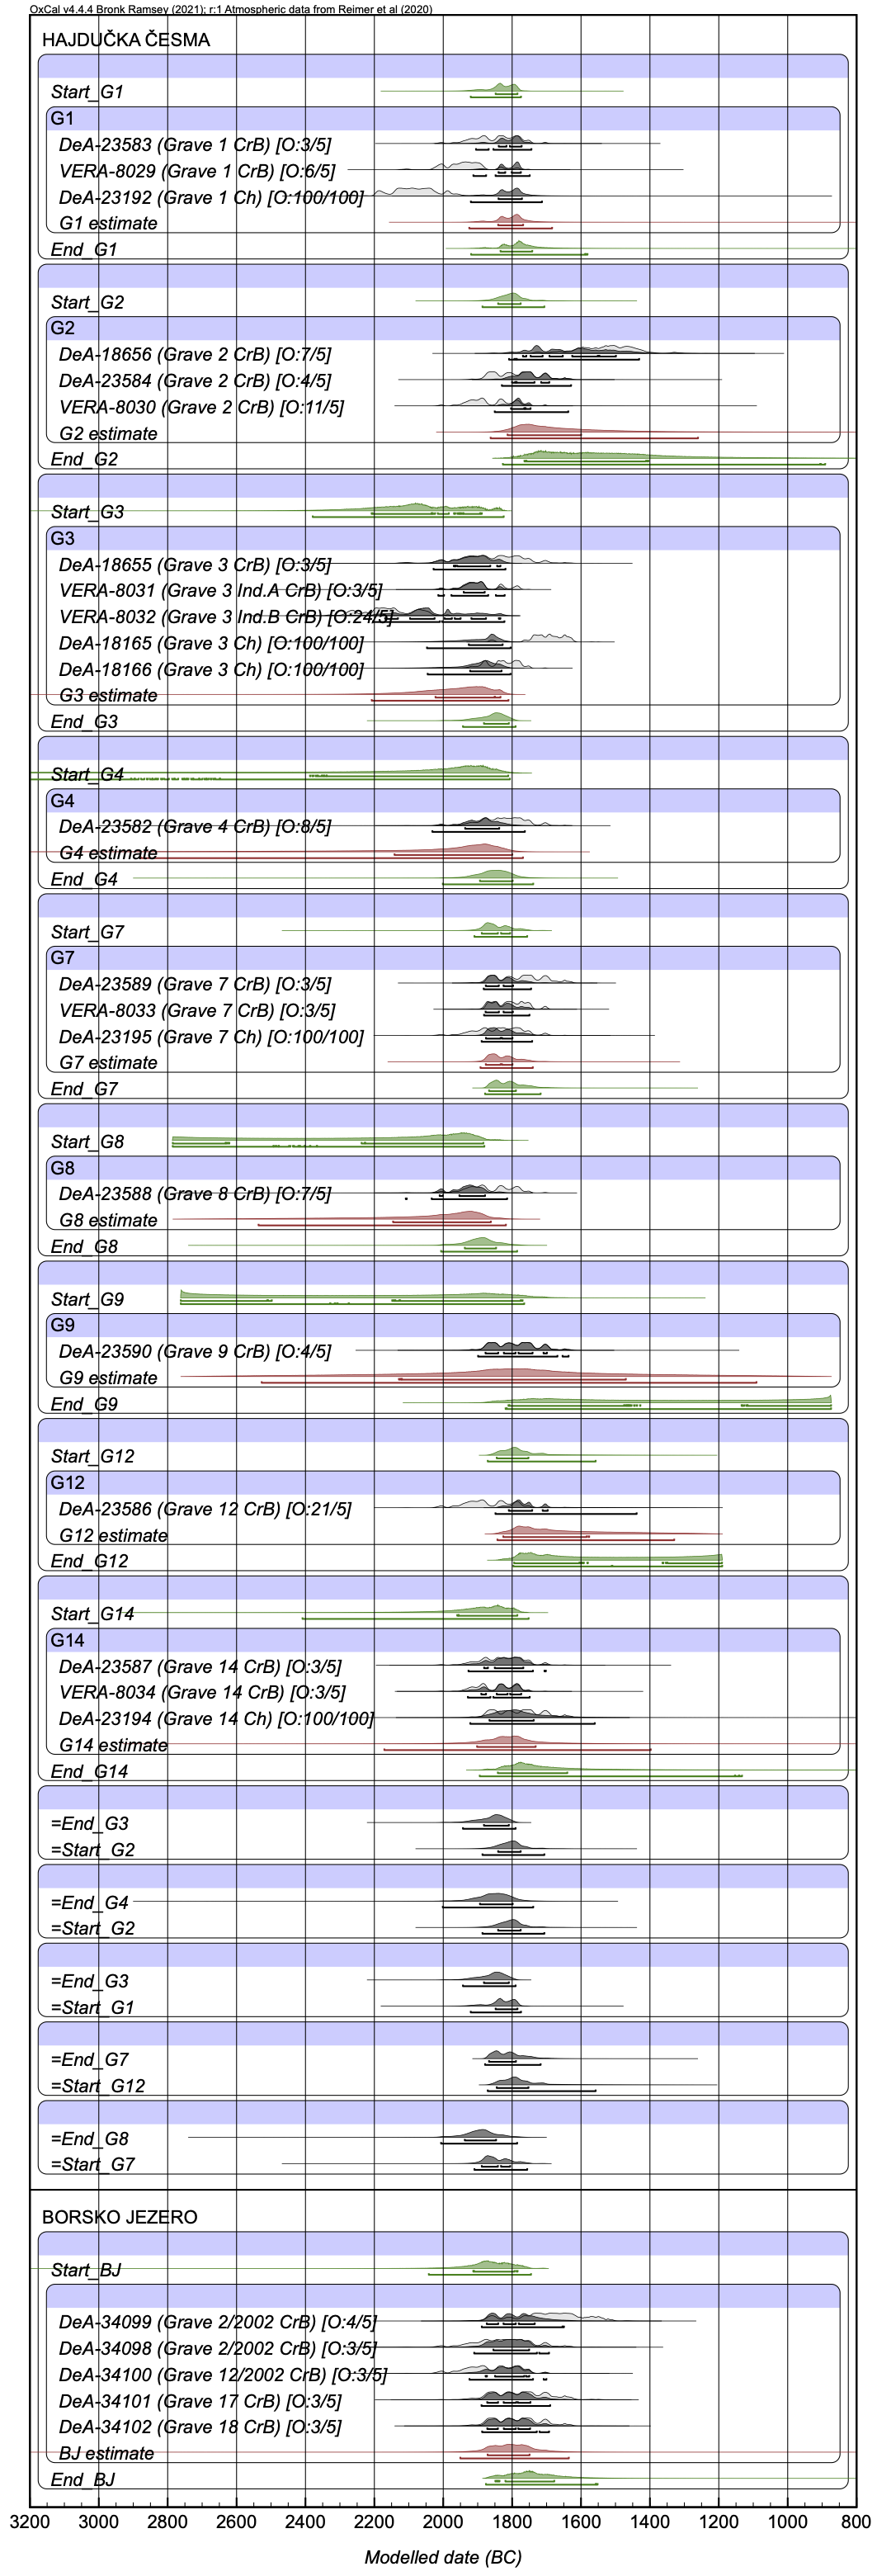 OxCal v4.4.4 Bronk Ramsey (2021); r:1 Atmospheric data from Reimer et al (2020)
HAJDUČKA ČESMA
Start_G1
G1
DeA-23583 (Grave 1 CrB) [O:3/5]
VERA-8029 (Grave 1 CrB) [O:6/5]
DeA-23192 (Grave 1 Ch) [O:100/100]
G1 estimate
End_G1
Start_G2
G2
DeA-18656 (Grave 2 CrB) [O:7/5]
DeA-23584 (Grave 2 CrB) [O:4/5]
VERA-8030 (Grave 2 CrB) [O:11/5]
G2 estimate
End_G2
Start_G3
G3
DeA-18655 (Grave 3 CrB) [O:3/5]
VERA-8031 (Grave 3 Ind.A CrB) [O:3/5]
VERA-8032 (Grave 3 Ind.B CrB) [O:24/5]
DeA-18165 (Grave 3 Ch) [O:100/100]
DeA-18166 (Grave 3 Ch) [O:100/100]
G3 estimate
End_G3
Start_G4
G4
DeA-23582 (Grave 4 CrB) [O:8/5]
G4 estimate
End_G4
Start_G7
G7
DeA-23589 (Grave 7 CrB) [O:3/5]
VERA-8033 (Grave 7 CrB) [O:3/5]
DeA-23195 (Grave 7 Ch) [O:100/100]
G7 estimate
End_G7
Start_G8
G8
DeA-23588 (Grave 8 CrB) [O:7/5]
G8 estimate
End_G8
Start_G9
G9
DeA-23590 (Grave 9 CrB) [O:4/5]
G9 estimate
End_G9
Start_G12
G12
DeA-23586 (Grave 12 CrB) [O:21/5]
G12 estimate
End_G12
Start_G14
G14
DeA-23587 (Grave 14 CrB) [O:3/5]
VERA-8034 (Grave 14 CrB) [O:3/5]
DeA-23194 (Grave 14 Ch) [O:100/100]
G14 estimate
End_G14
=End_G3
=Start_G2
=End_G4
=Start_G2
=End_G3
=Start_G1
=End_G7
=Start_G12
=End_G8
=Start_G7
BORSKO JEZERO
Start_BJ
DeA-34099 (Grave 2/2002 CrB) [O:4/5]
DeA-34098 (Grave 2/2002 CrB) [O:3/5]
DeA-34100 (Grave 12/2002 CrB) [O:3/5]
DeA-34101 (Grave 17 CrB) [O:3/5]
DeA-34102 (Grave 18 CrB) [O:3/5]
BJ estimate
End_BJ
3200 3000 2800 2600 2400 2200 2000 1800 1600 1400 1200 1000 800
Modelled date (BC)